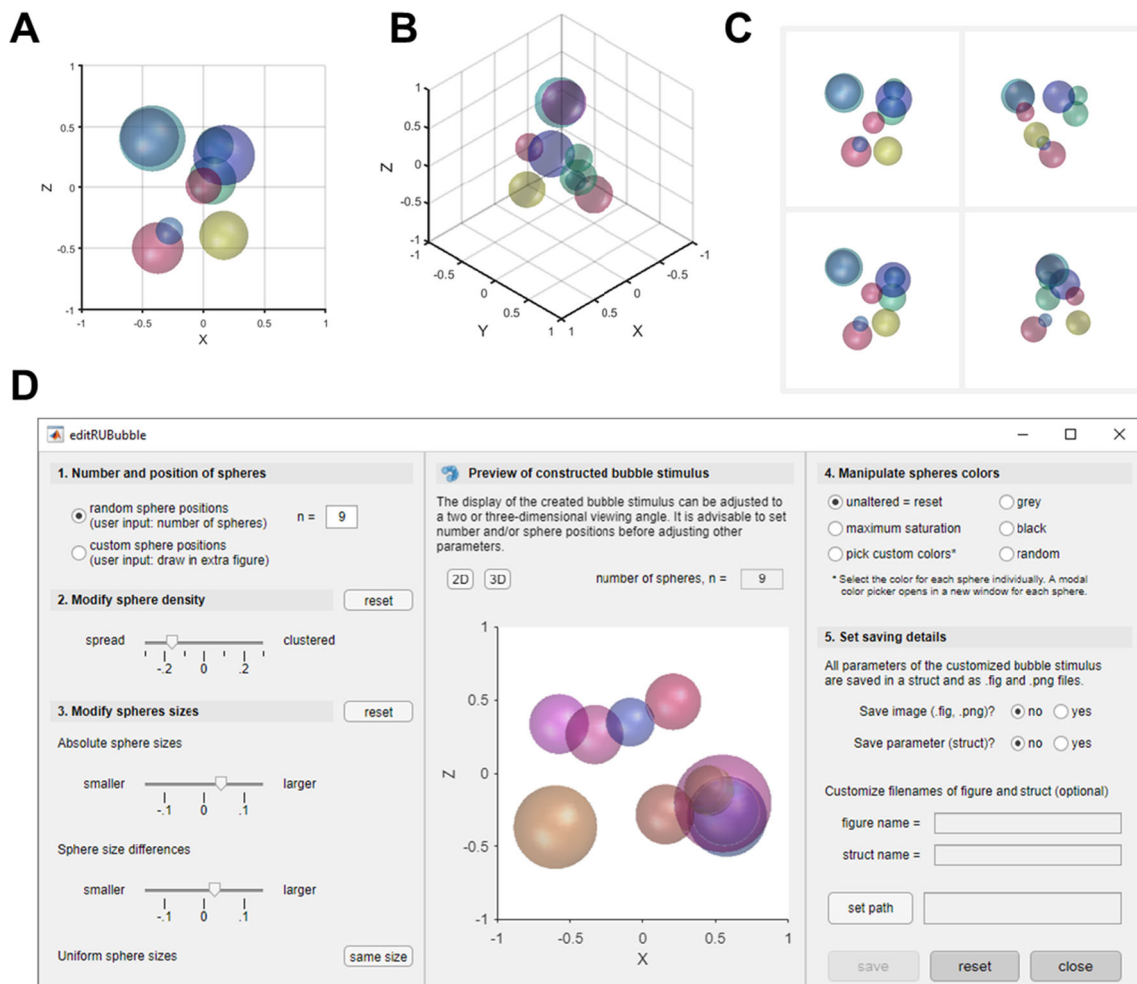 A
B
C
1
0.5
0
-0.5
-1
Z
-1
-0.5
0
0.5
1
X
1
0.5
0
-0.5
-1
Z
-1
-0.5
0
0.5
1
Y
1
0.5
0
-0.5
-1
X
D
editRUBubble
1. Number and position of spheres
random sphere positions
(user input: number of spheres)
n =
9
custom sphere positions
(user input: draw in extra figure)
2. Modify sphere density
reset
spread
clustered
-.2
0
.2
3. Modify spheres sizes
reset
Absolute sphere sizes
smaller
larger
-.1
0
.1
Sphere size differences
smaller
larger
-.1
0
.1
Uniform sphere sizes
same size
Preview of constructed bubble stimulus
The display of the created bubble stimulus can be adjusted to
a two or three-dimensional viewing angle. It is advisable to set
number and/or sphere positions before adjusting other
parameters.
2D
3D
number of spheres, n =
9
1
0.5
0
-0.5
-1
Z
-1
-0.5
0
0.5
1
X
4. Manipulate spheres colors
unaltered = reset
grey
maximum saturation
black
pick custom colors*
random
* Select the color for each sphere individually. A modal
color picker opens in a new window for each sphere.
5. Set saving details
All parameters of the customized bubble stimulus
are saved in a struct and as .fig and .png files.
Save image (.fig, .png)?
no
yes
Save parameter (struct)?
no
yes
Customize filenames of figure and struct (optional)
figure name =
struct name =
set path
save
reset
close